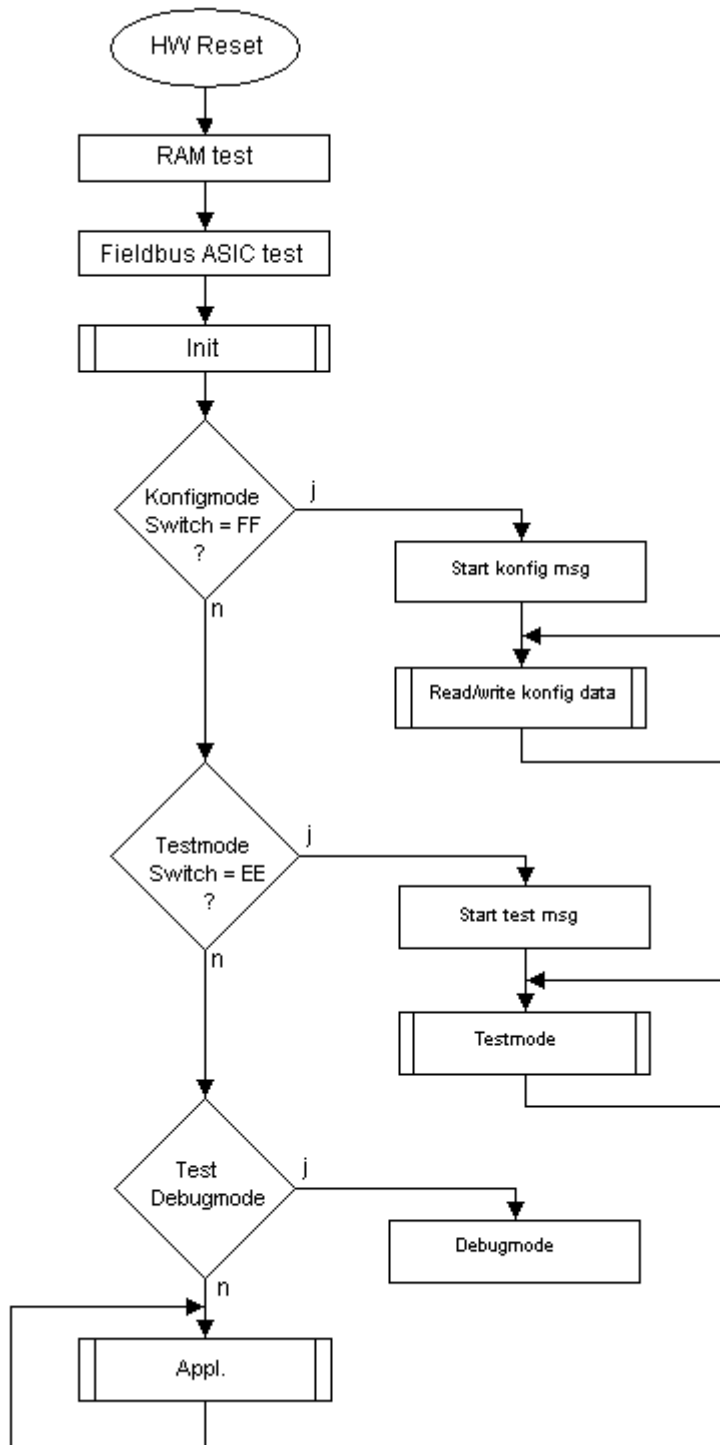 HW Reset
RAM test
Fieldbus ASIC test
Init
Konfigmode
Switch = FF
?
j
n
Start konfig msg
Read/write konfig data
Testmode
Switch = EE
?
j
n
Start test msg
Testmode
Test
Debugmode
j
n
Debugmode
Appl.